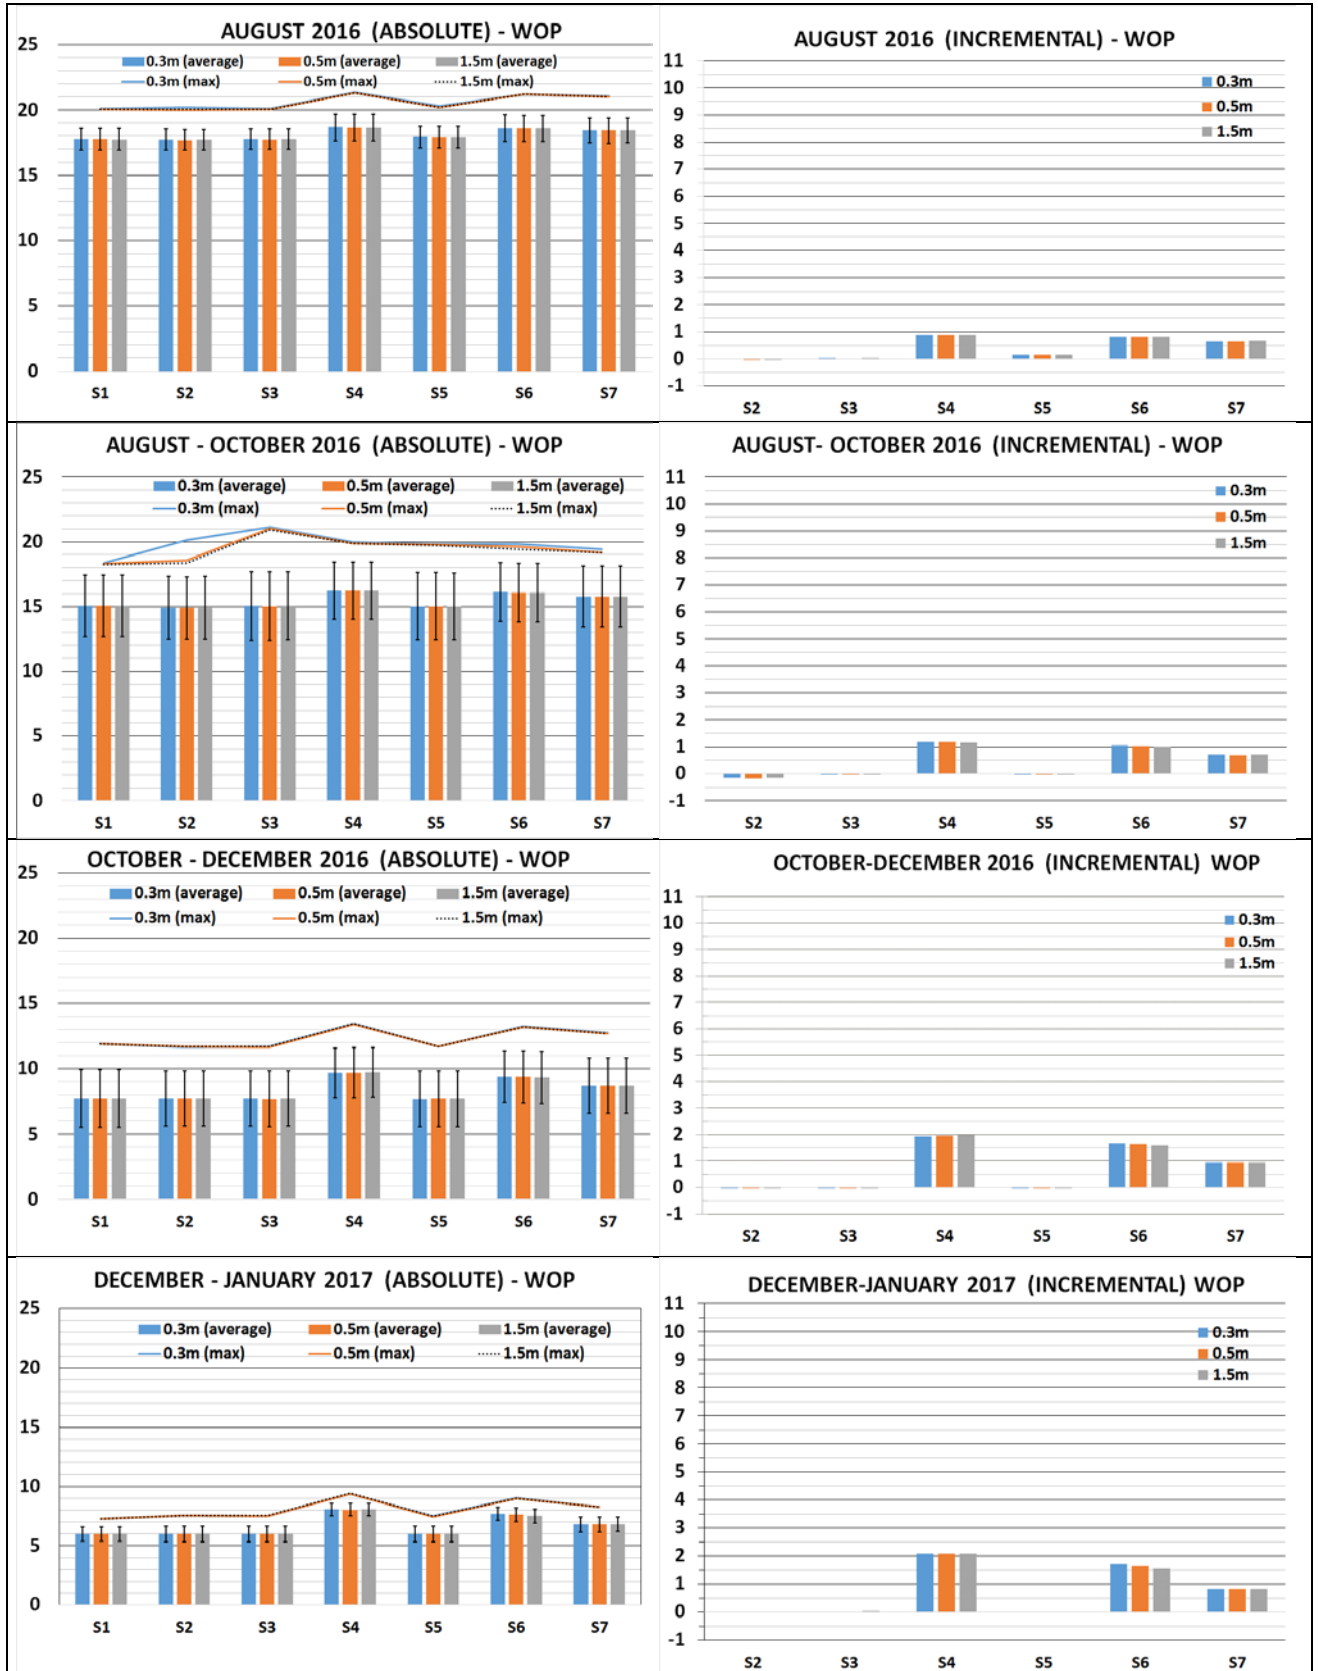 AUGUST 2016 (ABSOLUTE) - WOP
25
0.3m (average) 0.5m (average) 1.5m (average)
0.3m (max) 0.5m (max) 1.5m (max)
20
15
10
5
0
S1 S2 S3 S4 S5 S6 S7
AUGUST 2016 (INCREMENTAL) - WOP
11
0.3m
10
0.5m
9
1.5m
8
7
6
5
4
3
2
1
0
-1
S2 S3 S4 S5 S6 S7
AUGUST - OCTOBER 2016 (ABSOLUTE) - WOP
25
0.3m (average) 0.5m (average) 1.5m (average)
0.3m (max) 0.5m (max) 1.5m (max)
20
15
10
5
0
S1 S2 S3 S4 S5 S6 S7
AUGUST- OCTOBER 2016 (INCREMENTAL) - WOP
11
0.3m
10
0.5m
9
1.5m
8
7
6
5
4
3
2
1
0
-1
S2 S3 S4 S5 S6 S7
OCTOBER - DECEMBER 2016 (ABSOLUTE) - WOP
25
0.3m (average) 0.5m (average) 1.5m (average)
0.3m (max) 0.5m (max) 1.5m (max)
20
15
10
5
0
S1 S2 S3 S4 S5 S6 S7
OCTOBER-DECEMBER 2016 (INCREMENTAL) WOP
11
0.3m
10
0.5m
9
1.5m
8
7
6
5
4
3
2
1
0
-1
S2 S3 S4 S5 S6 S7
DECEMBER - JANUARY 2017 (ABSOLUTE) - WOP
25
0.3m (average) 0.5m (average) 1.5m (average)
0.3m (max) 0.5m (max) 1.5m (max)
20
15
10
5
0
S1 S2 S3 S4 S5 S6 S7
DECEMBER-JANUARY 2017 (INCREMENTAL) WOP
11
0.3m
10
0.5m
9
1.5m
8
7
6
5
4
3
2
1
0
-1
S2 S3 S4 S5 S6 S7